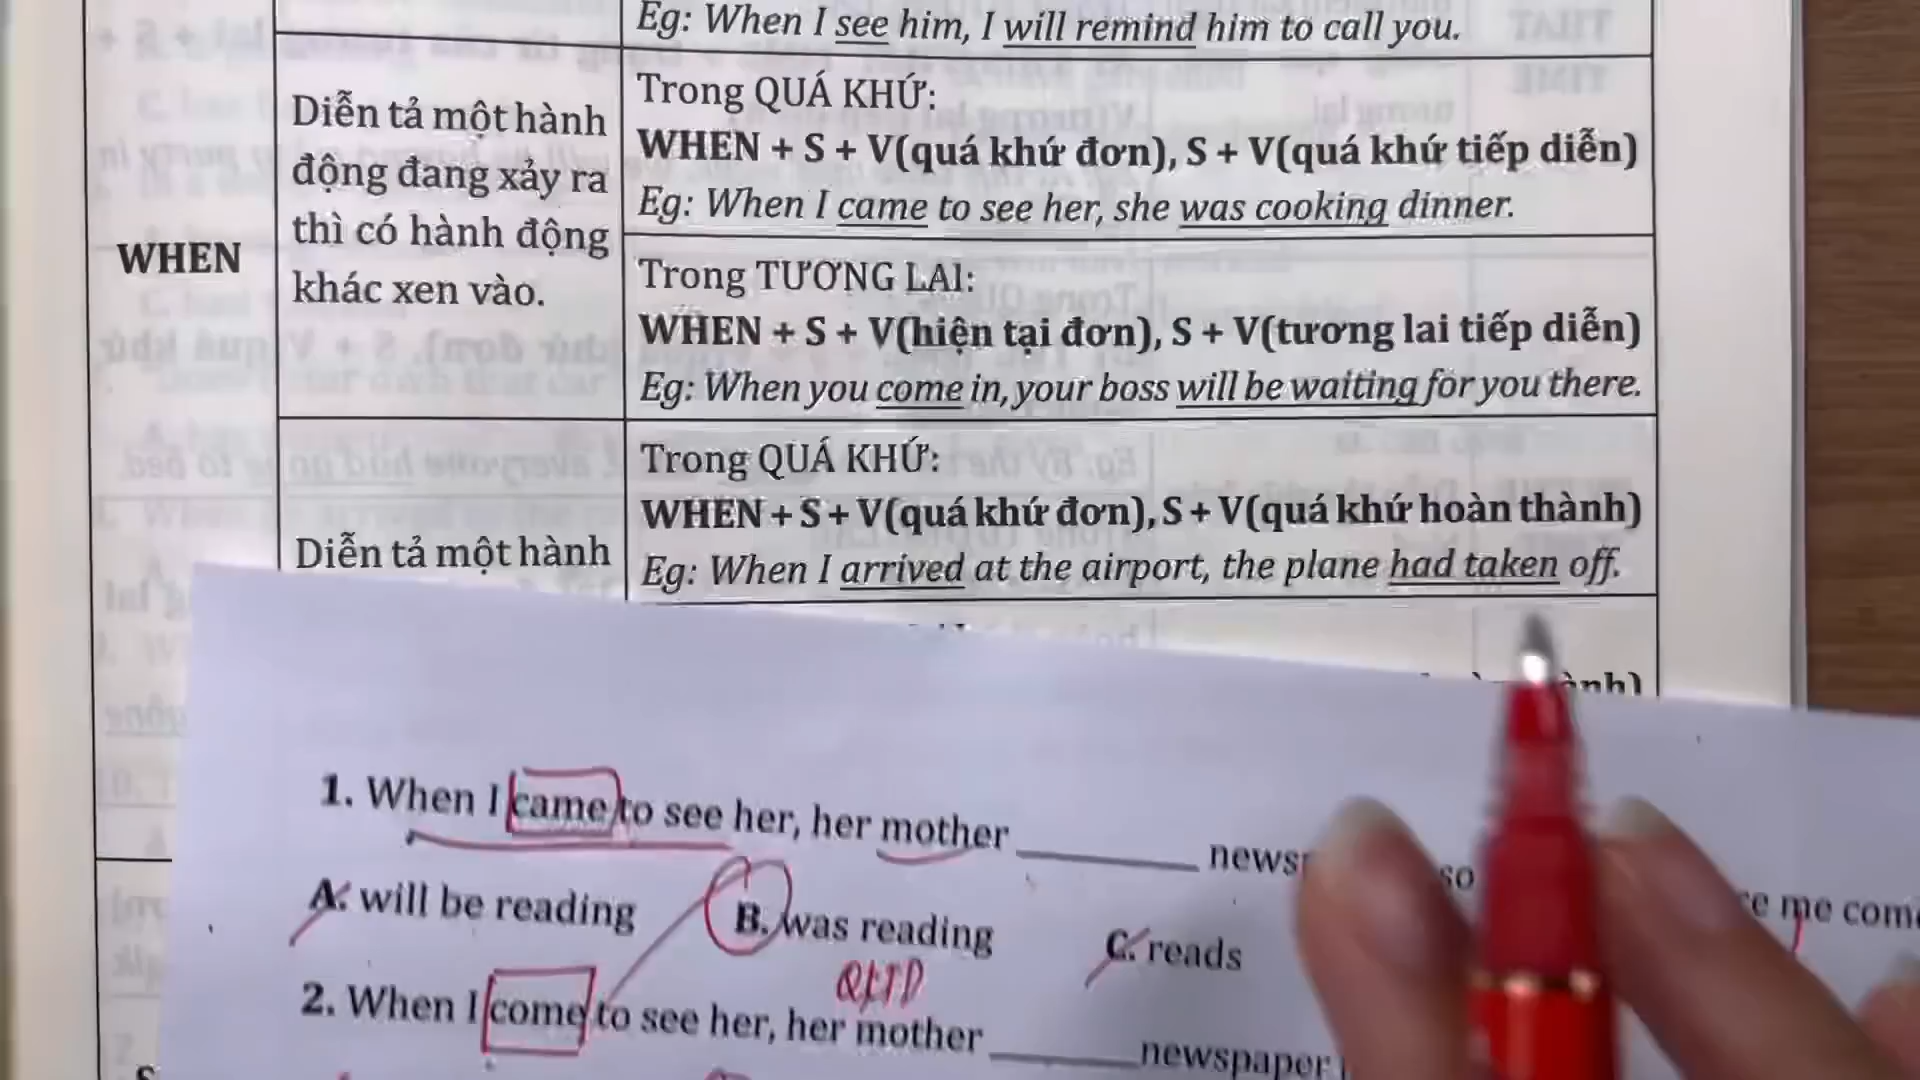 Eg: When I see him, I will remind him to call you.
WHEN
Diễn tả một hành
động đang xảy ra
thì có hành động
khác xen vào.
Trong QUÁ KHỨ:
WHEN + S + V(quá khứ đơn), S + V(quá khứ tiếp diễn)
Eg: When I came to see her, she was cooking dinner.
Trong TƯƠNG LAI:
WHEN + S + V(hiện tại đơn), S + V(tương lai tiếp diễn)
Eg: When you come in, your boss will be waiting for you there.
Diễn tả một hành
Trong QUÁ KHỨ:
WHEN + S + V(quá khứ đơn), S + V(quá khứ hoàn thành)
Eg: When I arrived at the airport, the plane had taken off.
1. When I came to see her, her mother ________ so me
A. will be reading B. was reading C. reads
QKTD
2. When I come to see her, her mother ________ newspaper